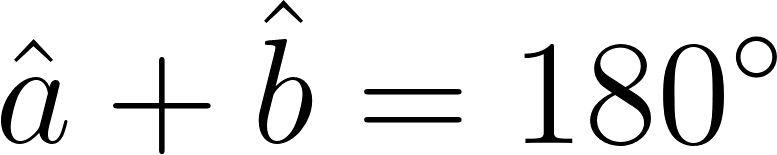 â + b̂ = 180°